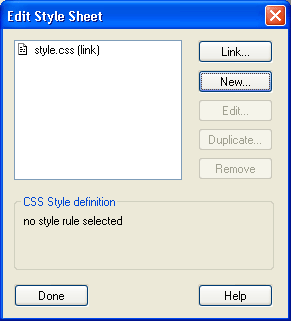 Edit Style Sheet
style.css (link)
Link...
New...
Edit...
Duplicate...
Remove
CSS Style definition
no style rule selected
Done
Help